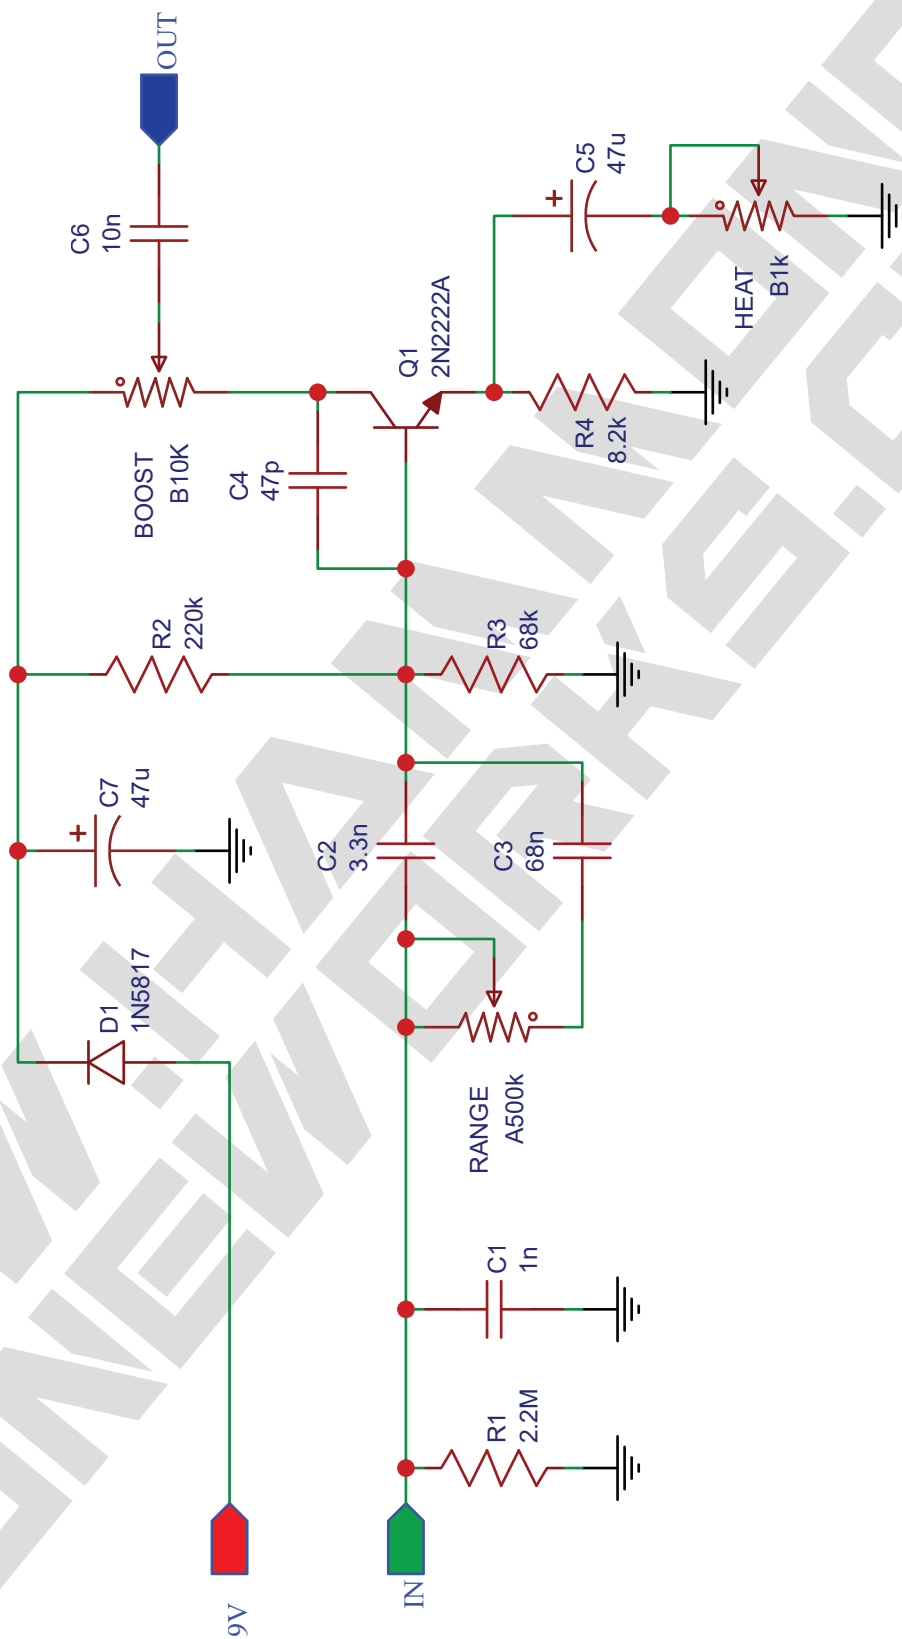 OUT
C6
10n
BOOST
B10K
C4
47p
Q1
2N2222A
C5
47u
HEAT
B1k
R4
8.2k
R2
220k
R3
68k
C7
47u
C2
3.3n
C3
68n
D1
1N5817
RANGE
A500k
C1
1n
R1
2.2M
9V
IN